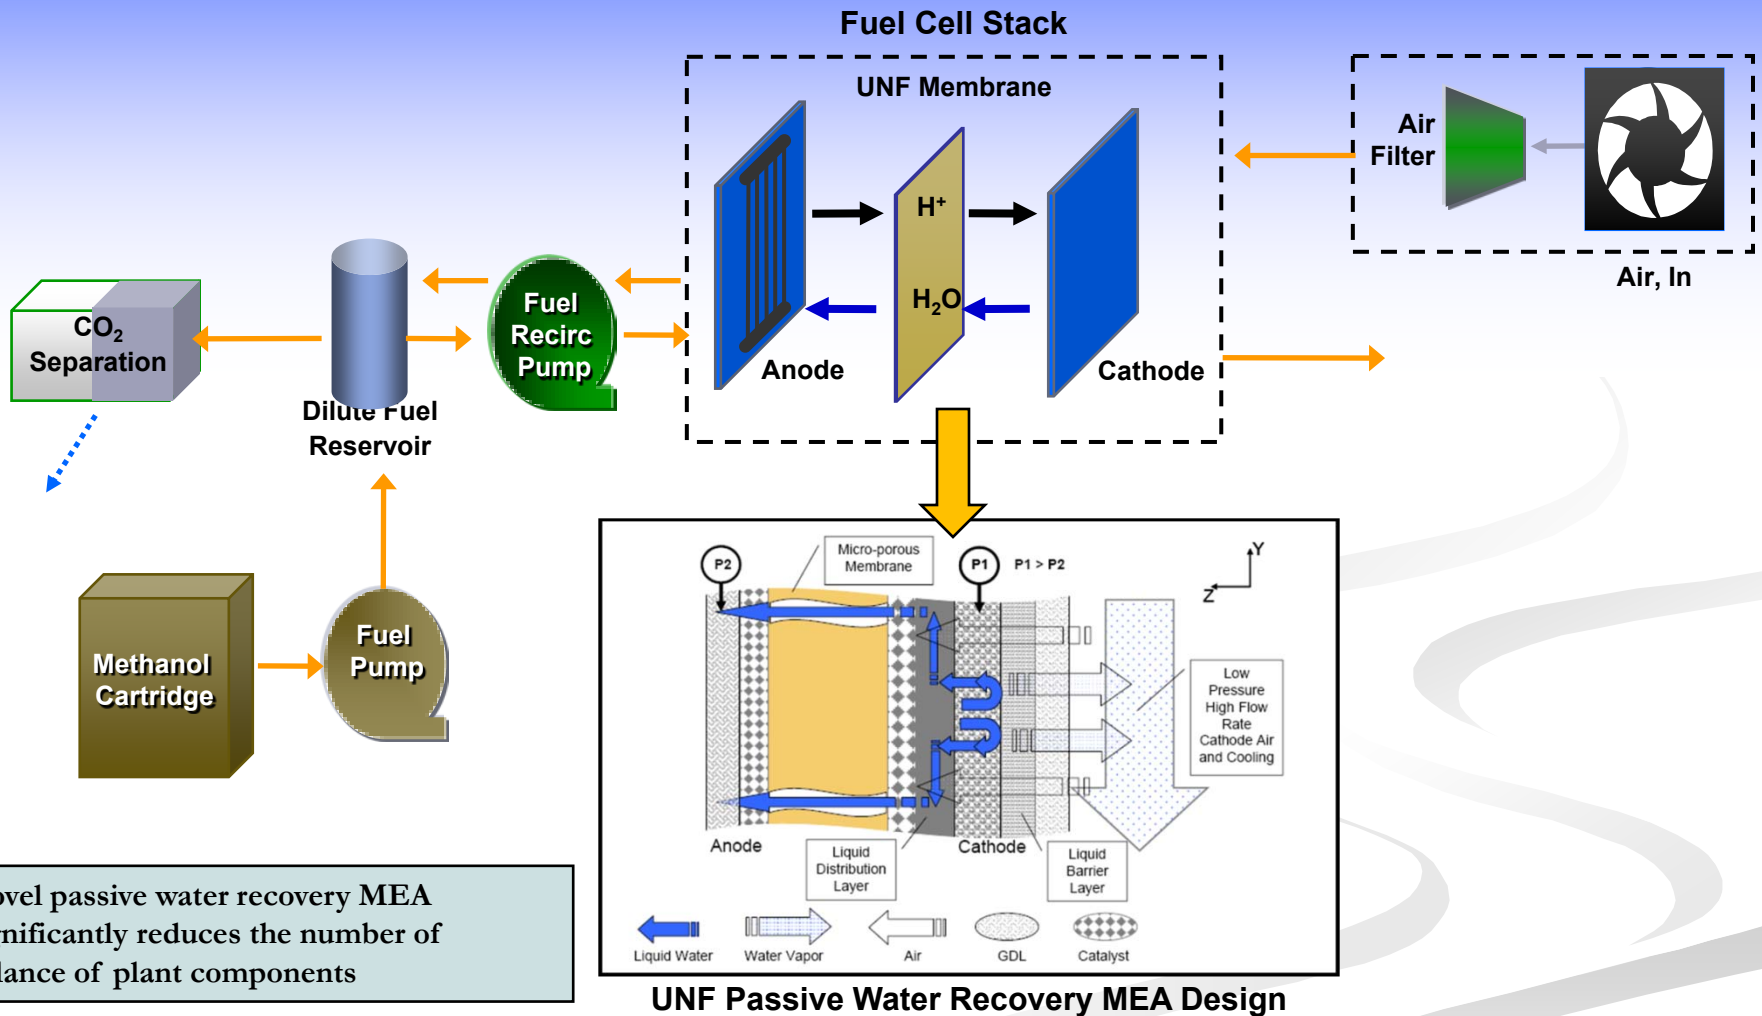 Fuel Cell Stack
UNF Membrane
Air
Filter
Air, In
H⁺
H₂O
Anode
Cathode
Fuel
Recirc
Pump
CO₂
Separation
Dilute Fuel
Reservoir
Methanol
Cartridge
Fuel
Pump
P2
Micro-porous
Membrane
P1
P1 > P2
Y
Z
Low
Pressure
High Flow
Rate
Cathode Air
and Cooling
Anode
Liquid
Distribution
Layer
Cathode
Liquid
Barrier
Layer
Liquid Water
Water Vapor
Air
GDL
Catalyst
UNF Passive Water Recovery MEA Design
passive water recovery MEA
reduces the number of
of plant components